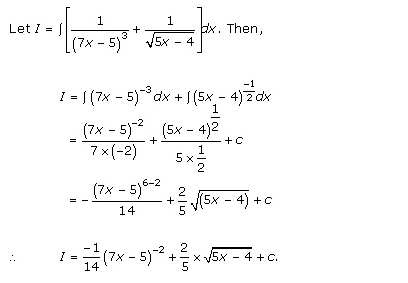 Let I = ∫[1/(7x – 5)^3 + 1/√(5x – 4)]dx. Then,
I = ∫(7x – 5)^–3 dx + ∫(5x – 4)^(–1/2) dx
= (7x – 5)^–2/(7×(–2)) + (5x – 4)^(1/2)/(5×1/2) + c
= –(7x – 5)^(6–2)/14 + 2/5 √(5x – 4) + c
∴ I = –1/14 (7x – 5)^–2 + 2/5 × √(5x – 4) + c.